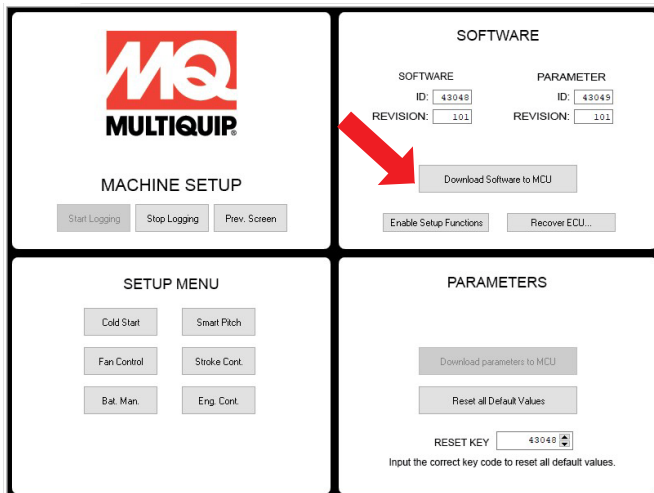 MQ
MULTIQUIP
MACHINE SETUP
Start Logging Stop Logging Prev. Screen
SOFTWARE
SOFTWARE PARAMETER
ID: 43048 ID: 43049
REVISION: 101 REVISION: 101
Download Software to MCU
Enable Setup Functions Recover ECU...
SETUP MENU
Cold Start Smart Pitch
Fan Control Stroke Cont.
Bat. Man. Eng. Cont.
PARAMETERS
Download parameters to MCU
Reset all Default Values
RESET KEY 43048
Input the correct key code to reset all default values.